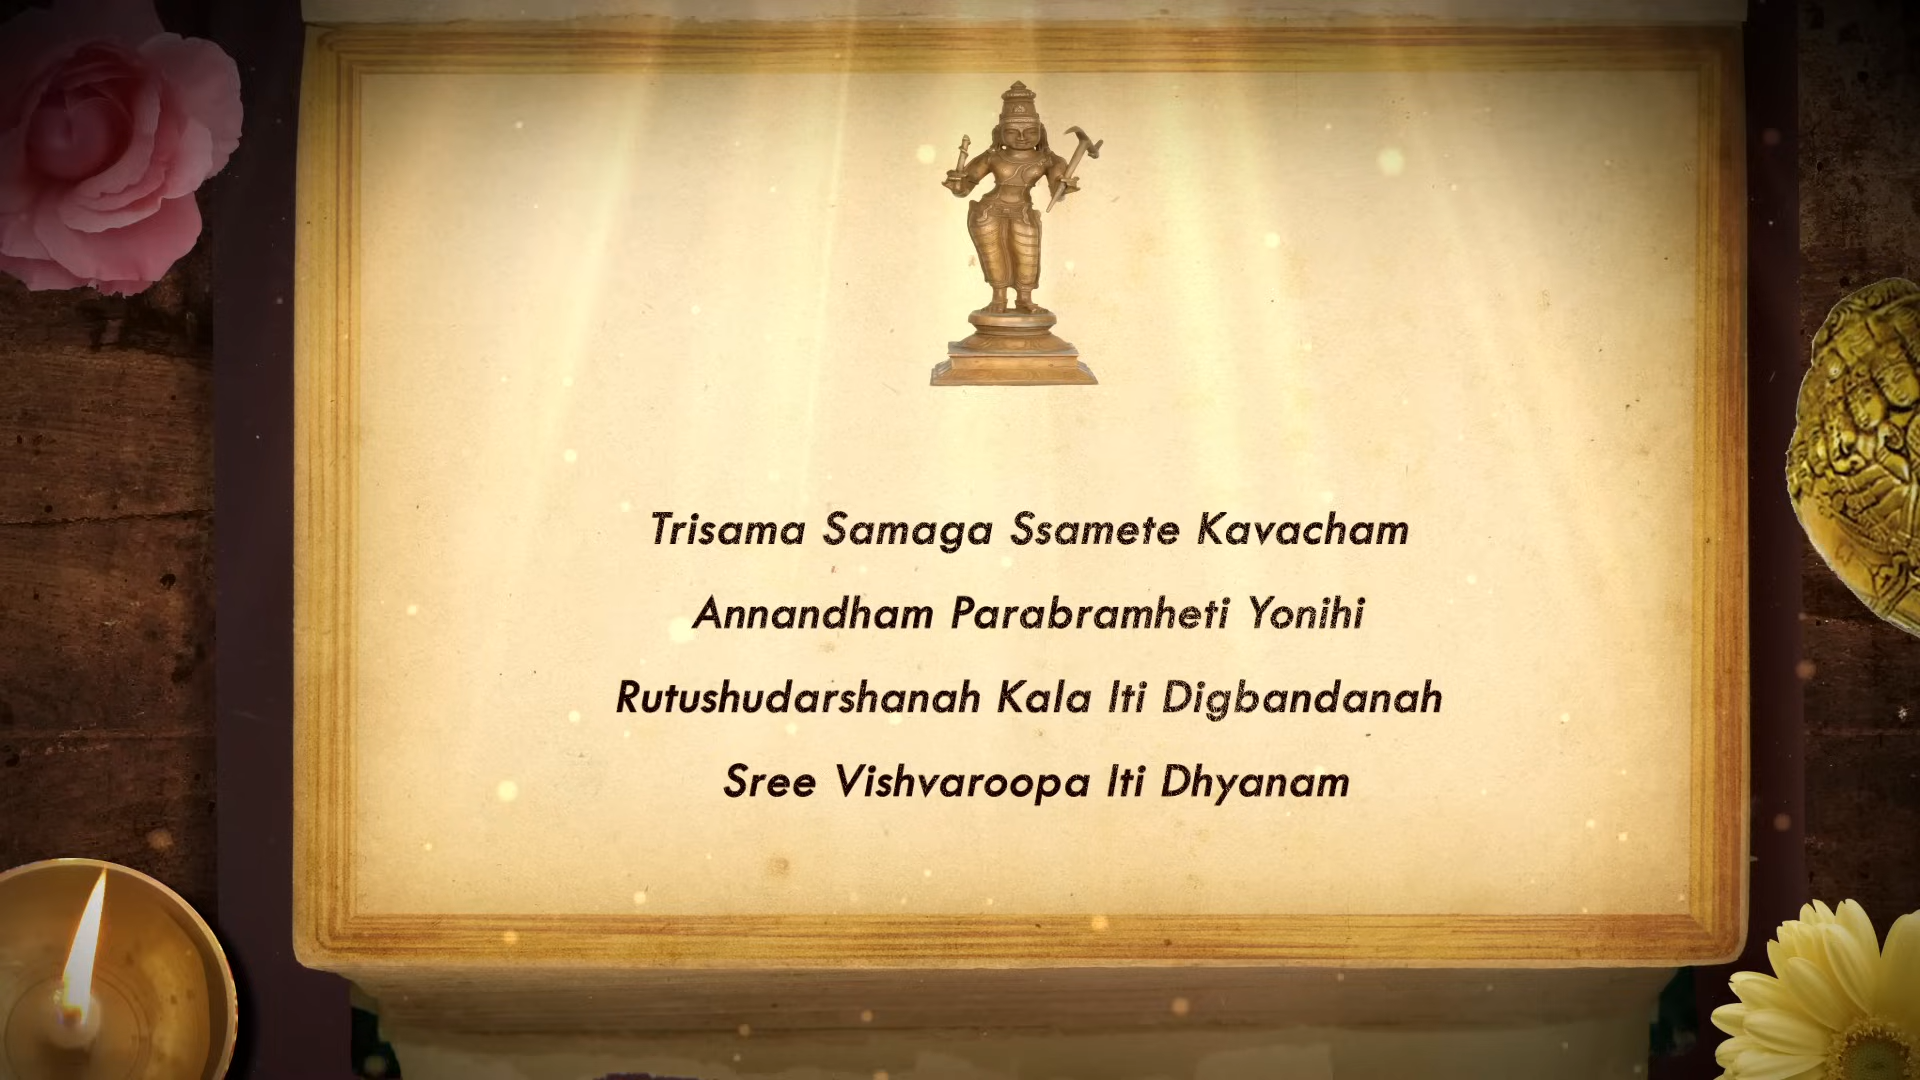 Trisama Samaga Ssamete Kavacham
Annandham Parabramheti Yonihi
Rutushudarshanah Kala Iti Digbandanah
Sree Vishvaroopa Iti Dhyanam